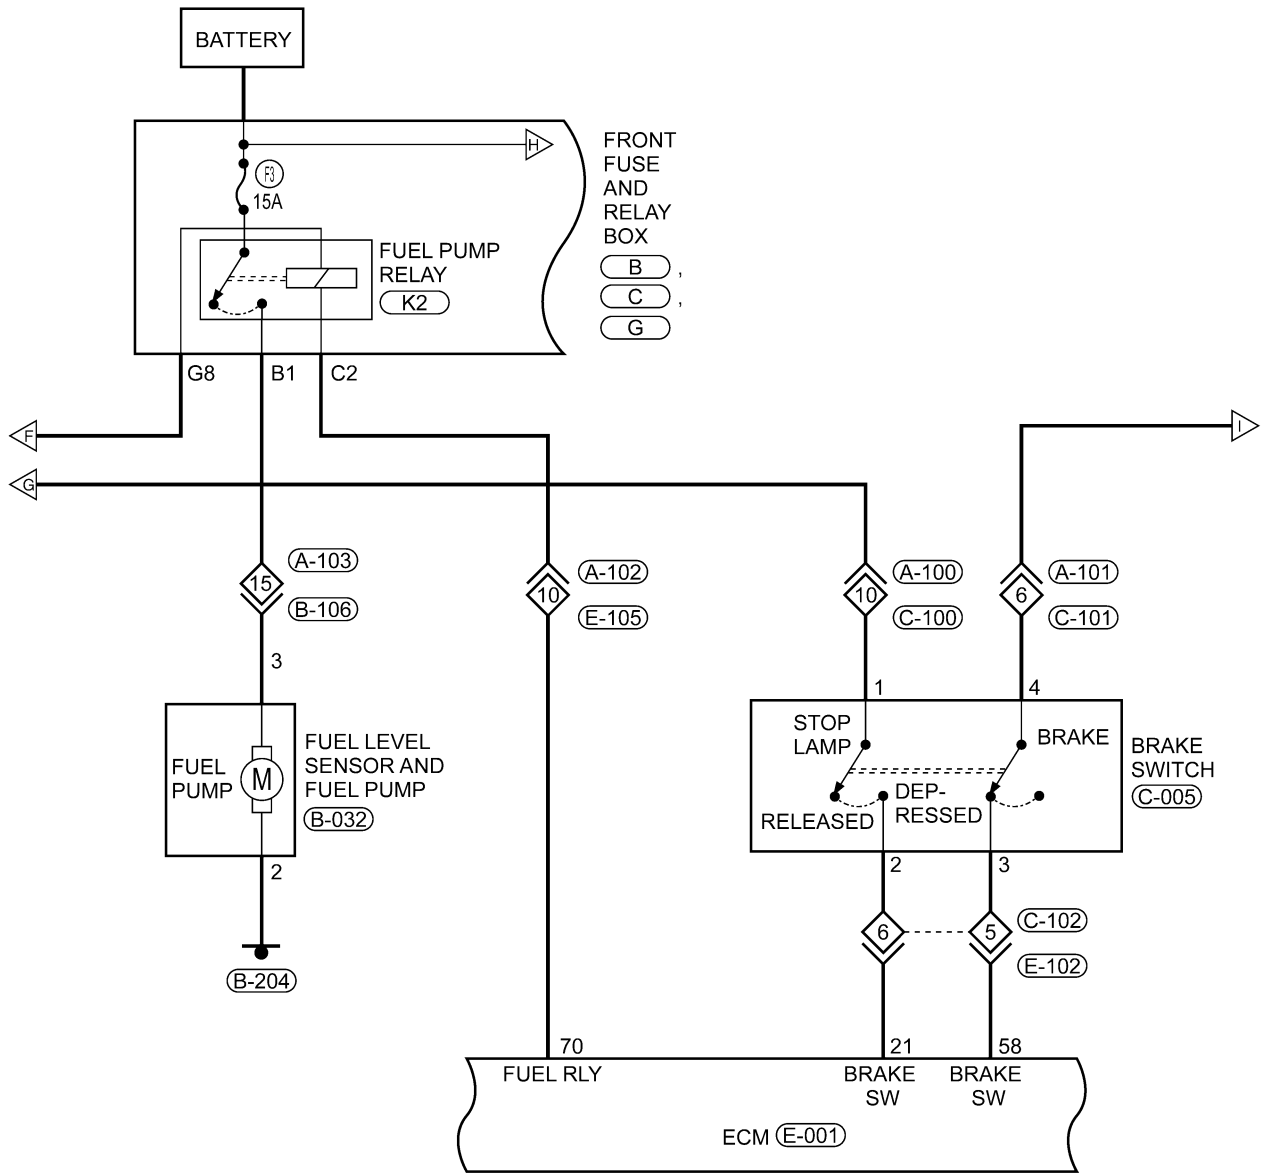 BATTERY
H
F3
15A
FRONT
FUSE
AND
RELAY
BOX
B ,
C ,
G
FUEL PUMP
RELAY
K2
G8
B1
C2
F
G
I
A-103
15
B-106
A-102
10
E-105
A-100
10
C-100
A-101
6
C-101
3
1
4
FUEL
PUMP
M
FUEL LEVEL
SENSOR AND
FUEL PUMP
B-032
2
B-204
STOP
LAMP
BRAKE
RELEASED
DEP-
RESSED
BRAKE
SWITCH
C-005
2
3
6
5
C-102
E-102
70
21
58
FUEL RLY
BRAKE
SW
BRAKE
SW
ECM E-001